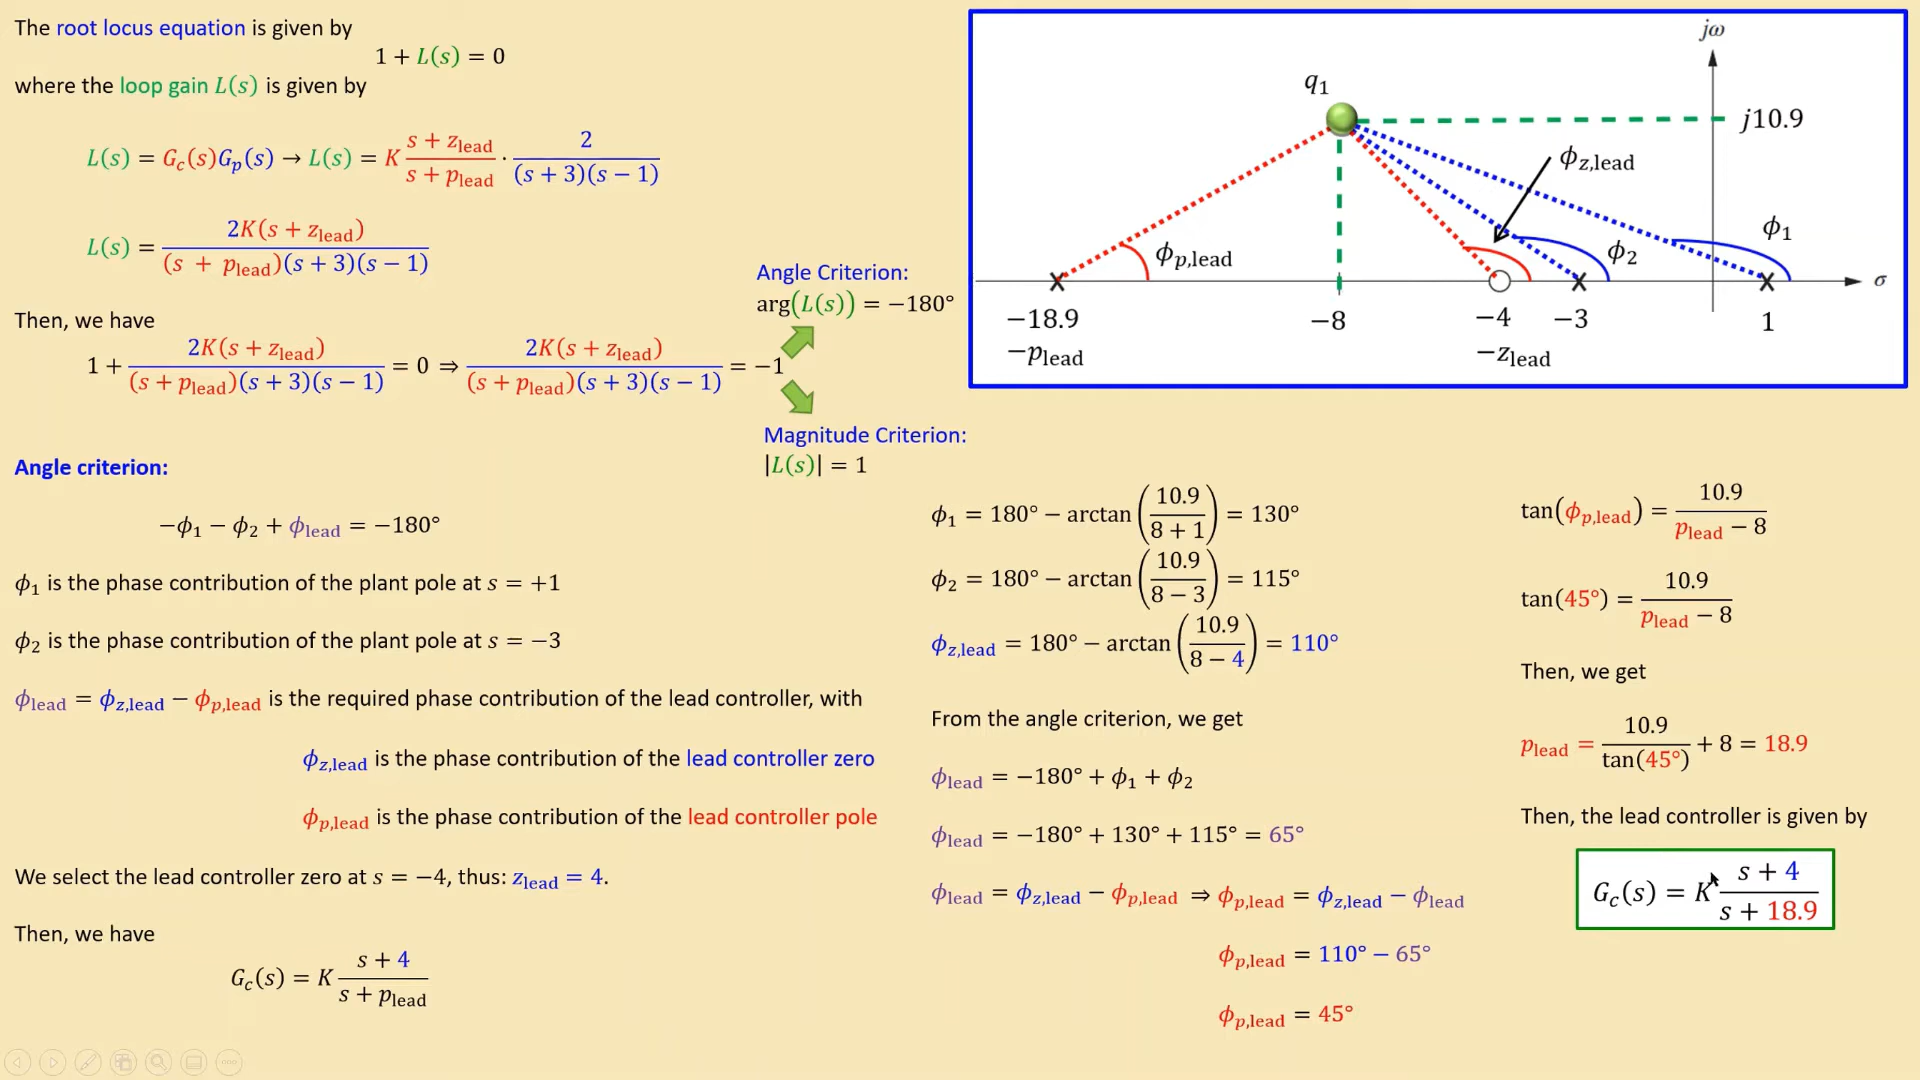 The root locus equation is given by
1 + L(s) = 0
where the loop gain L(s) is given by
L(s) = G_c(s)G_p(s) → L(s) = K (s + z_lead)/(s + p_lead) · 2/((s + 3)(s − 1))
L(s) = 2K(s + z_lead)/((s + p_lead)(s + 3)(s − 1))
Then, we have
1 + 2K(s + z_lead)/((s + p_lead)(s + 3)(s − 1)) = 0 ⇒ 2K(s + z_lead)/((s + p_lead)(s + 3)(s − 1)) = −1
Angle Criterion:
arg(L(s)) = −180°
Magnitude Criterion:
|L(s)| = 1
jω
q_1
j10.9
ϕ_z,lead
ϕ_1
ϕ_2
ϕ_p,lead
σ
−18.9
−8
−4
−3
1
−p_lead
−z_lead
Angle criterion:
−ϕ_1 − ϕ_2 + ϕ_lead = −180°
ϕ_1 is the phase contribution of the plant pole at s = +1
ϕ_2 is the phase contribution of the plant pole at s = −3
ϕ_lead = ϕ_z,lead − ϕ_p,lead is the required phase contribution of the lead controller, with
ϕ_z,lead is the phase contribution of the lead controller zero
ϕ_p,lead is the phase contribution of the lead controller pole
We select the lead controller zero at s = −4, thus: z_lead = 4.
Then, we have
G_c(s) = K (s + 4)/(s + p_lead)
ϕ_1 = 180° − arctan(10.9/(8 + 1)) = 130°
ϕ_2 = 180° − arctan(10.9/(8 − 3)) = 115°
ϕ_z,lead = 180° − arctan(10.9/(8 − 4)) = 110°
From the angle criterion, we get
ϕ_lead = −180° + ϕ_1 + ϕ_2
ϕ_lead = −180° + 130° + 115° = 65°
ϕ_lead = ϕ_z,lead − ϕ_p,lead ⇒ ϕ_p,lead = ϕ_z,lead − ϕ_lead
ϕ_p,lead = 110° − 65°
ϕ_p,lead = 45°
tan(ϕ_p,lead) = 10.9/(p_lead − 8)
tan(45°) = 10.9/(p_lead − 8)
Then, we get
p_lead = 10.9/tan(45°) + 8 = 18.9
Then, the lead controller is given by
G_c(s) = K (s + 4)/(s + 18.9)